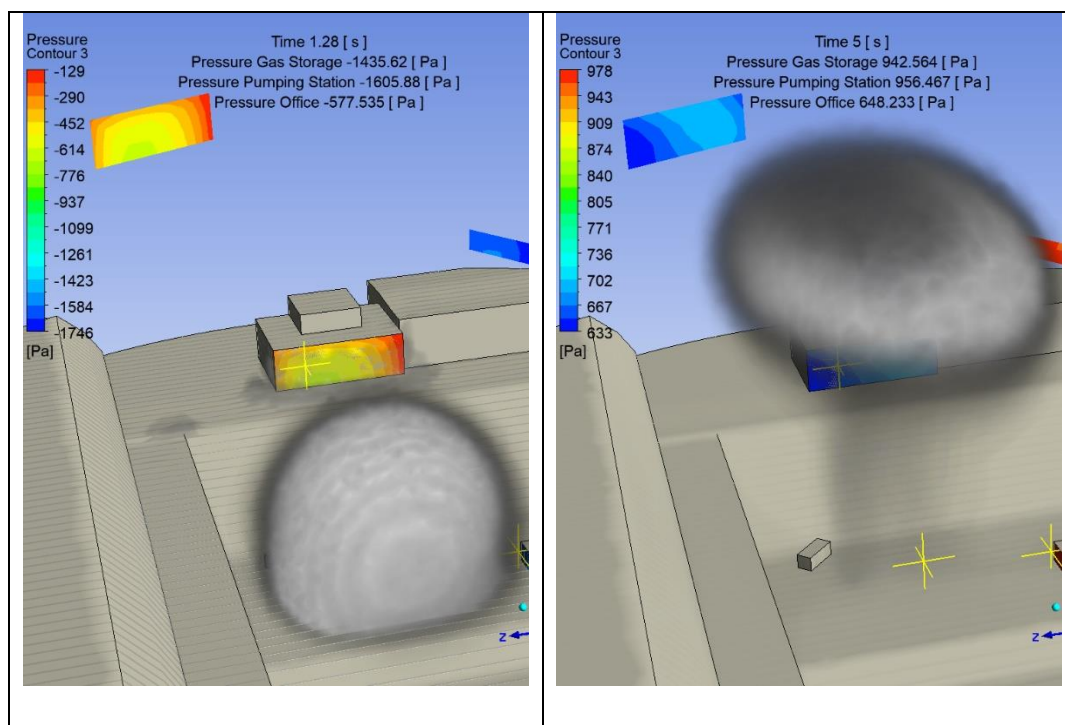 Pressure
Contour 3
Time 1.28 [ s ]
Pressure Gas Storage -1435.62 [ Pa ]
Pressure Pumping Station -1605.88 [ Pa ]
Pressure Office -577.535 [ Pa ]
-129
-290
-452
-614
-776
-937
-1099
-1261
-1423
-1584
-1746
[Pa]
z
Pressure
Contour 3
Time 5 [ s ]
Pressure Gas Storage 942.564 [ Pa ]
Pressure Pumping Station 956.467 [ Pa ]
Pressure Office 648.233 [ Pa ]
978
943
909
874
840
805
771
736
702
667
633
[Pa]
z